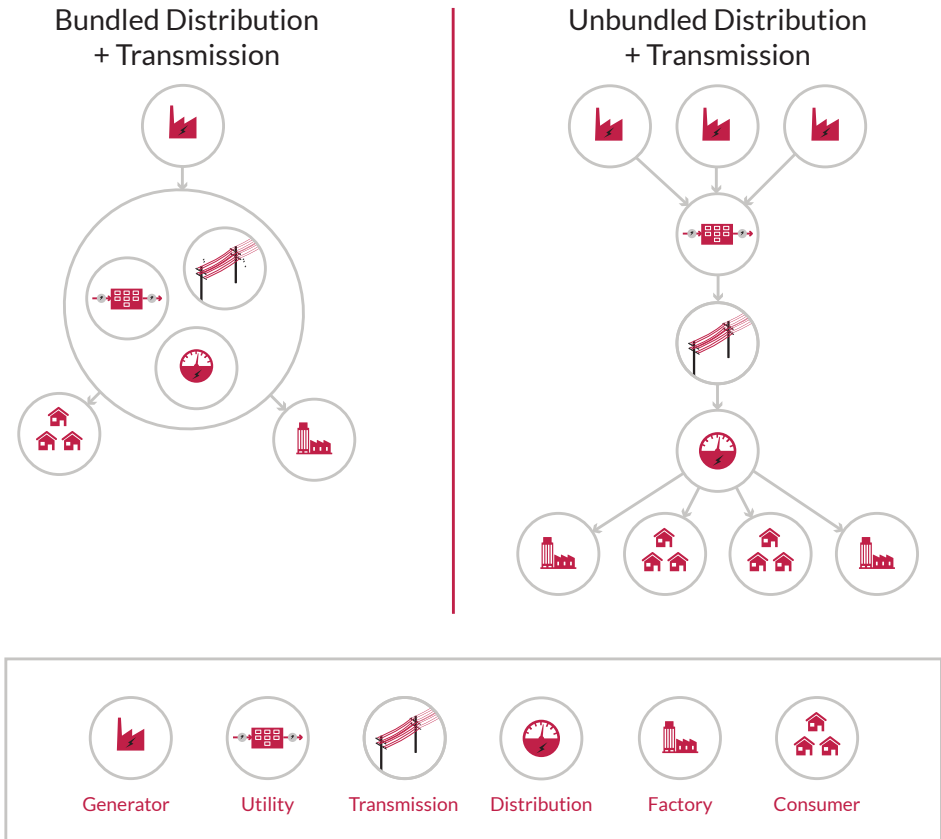 Bundled Distribution
+ Transmission
Unbundled Distribution
+ Transmission
Generator
Utility
Transmission
Distribution
Factory
Consumer